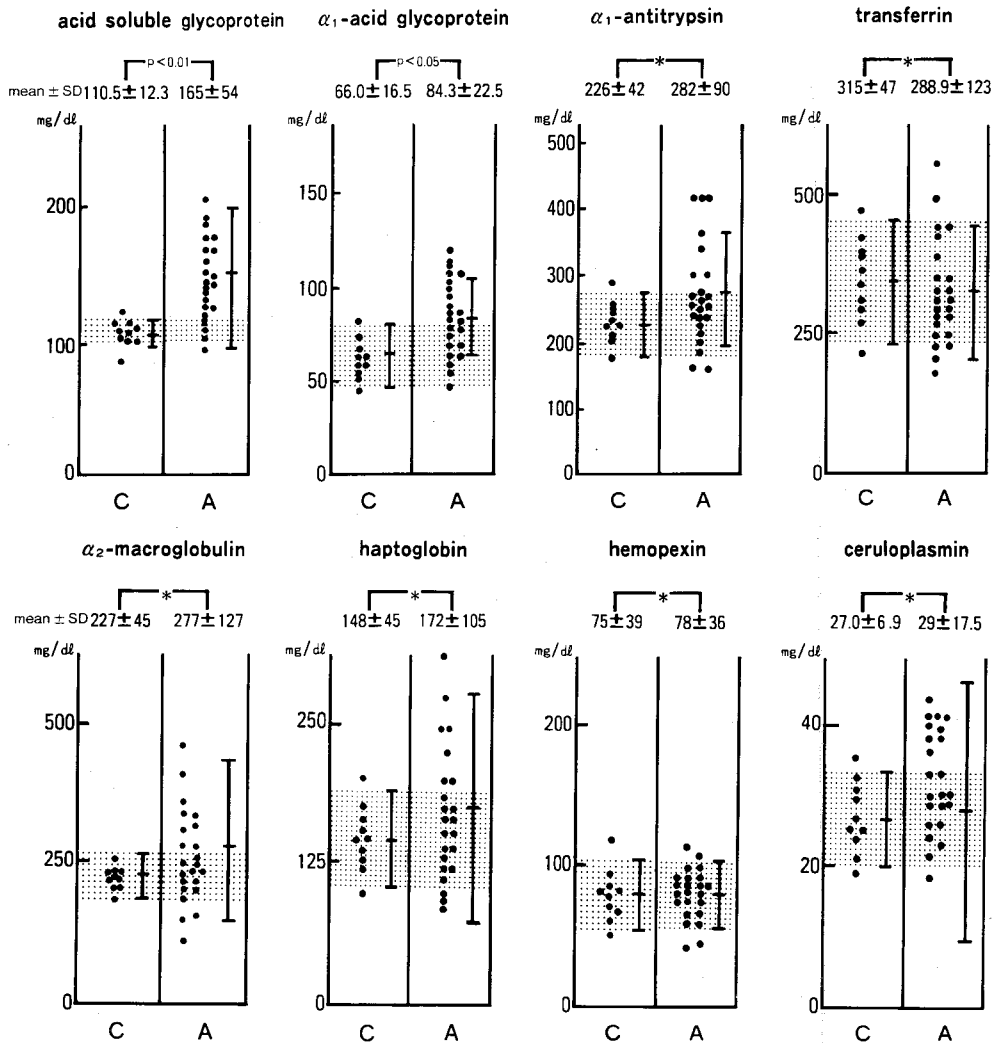 acid soluble glycoprotein α₁-acid glycoprotein α₁-antitrypsin transferrin
p<0.01 p<0.05 * *
mean ± SD 110.5±12.3 165±54 66.0±16.5 84.3±22.5 226±42 282±90 315±47 288.9±123
mg/dℓ mg/dℓ mg/dℓ mg/dℓ
200 150 500 500
100 100 400 250
0 50 300 0
0 200
100
0
C A C A C A C A
α₂-macroglobulin haptoglobin hemopexin ceruloplasmin
* * * *
mean ± SD 227±45 277±127 148±45 172±105 75±39 78±36 27.0±6.9 29±17.5
mg/dℓ mg/dℓ mg/dℓ mg/dℓ
500 250 200 40
250 125 100 20
0 0 0 0
C A C A C A C A